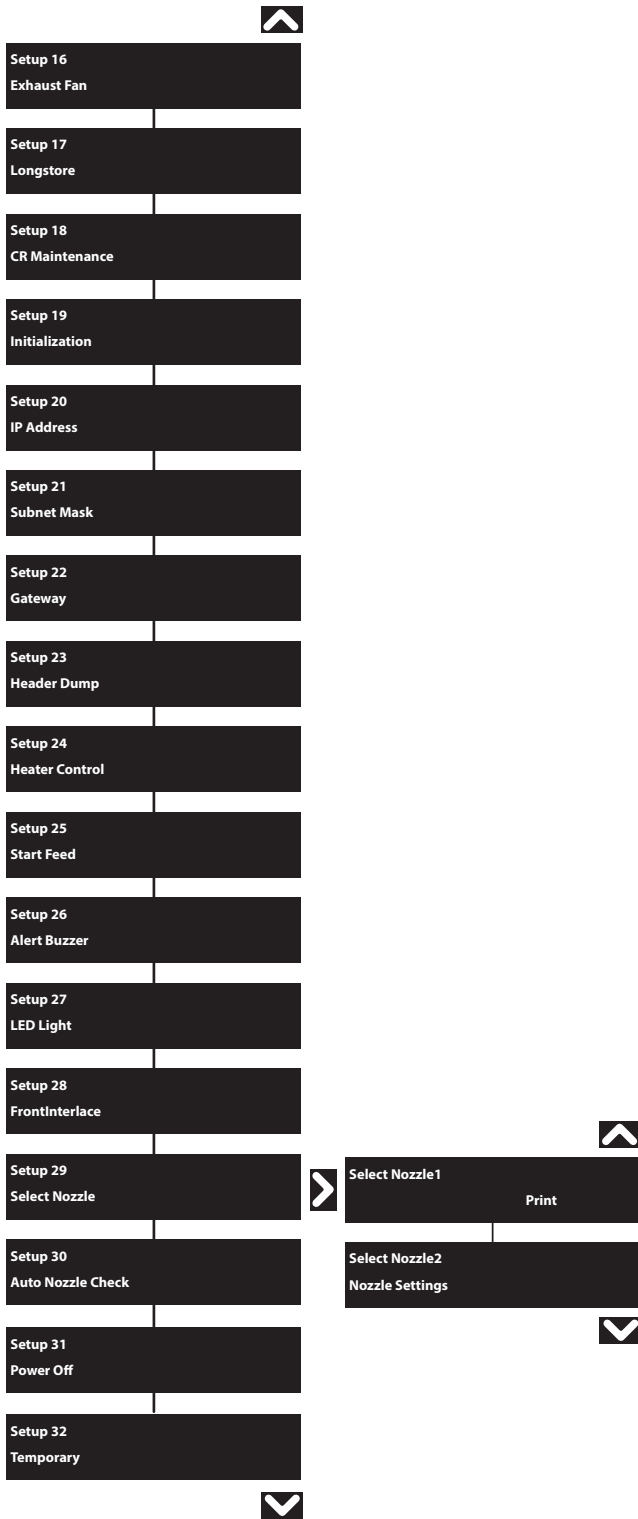 Setup 16
Exhaust Fan
Setup 17
Longstore
Setup 18
CR Maintenance
Setup 19
Initialization
Setup 20
IP Address
Setup 21
Subnet Mask
Setup 22
Gateway
Setup 23
Header Dump
Setup 24
Heater Control
Setup 25
Start Feed
Setup 26
Alert Buzzer
Setup 27
LED Light
Setup 28
FrontInterlace
Setup 29
Select Nozzle
Select Nozzle1
Print
Select Nozzle2
Nozzle Settings
Setup 30
Auto Nozzle Check
Setup 31
Power Off
Setup 32
Temporary